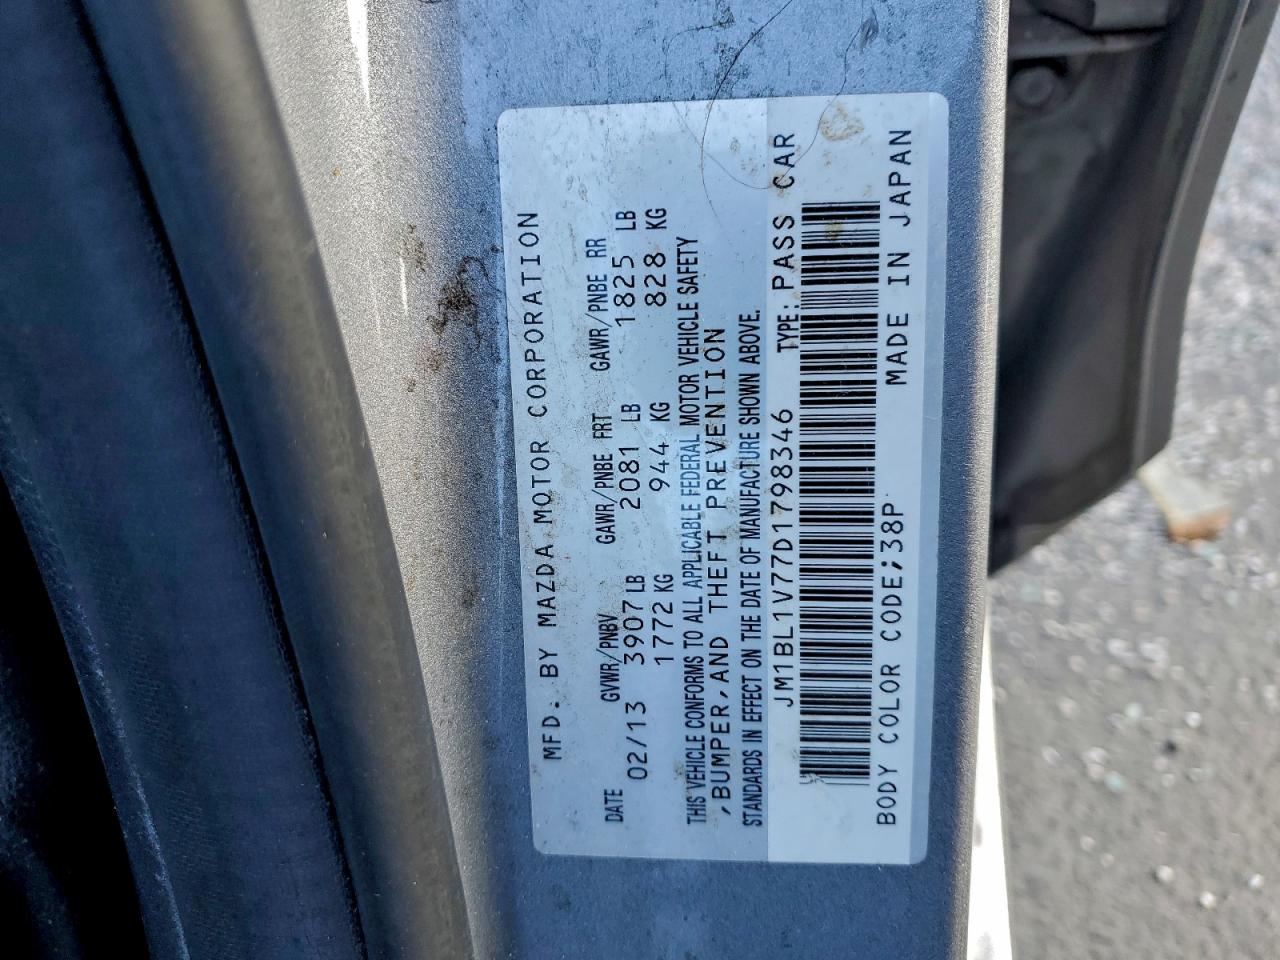 MFD. BY MAZDA MOTOR CORPORATION
DATE GVWR/PNBV GAWR/PNBE FRT GAWR/PNBE RR
02/13 3907 LB 2081 LB 1825 LB
1772 KG 944 KG 828 KG
THIS VEHICLE CONFORMS TO ALL APPLICABLE FEDERAL MOTOR VEHICLE SAFETY
,BUMPER,AND THEFT PREVENTION
STANDARDS IN EFFECT ON THE DATE OF MANUFACTURE SHOWN ABOVE.
JM1BL1V77D1798346 TYPE: PASS CAR
BODY COLOR CODE;38P MADE IN JAPAN